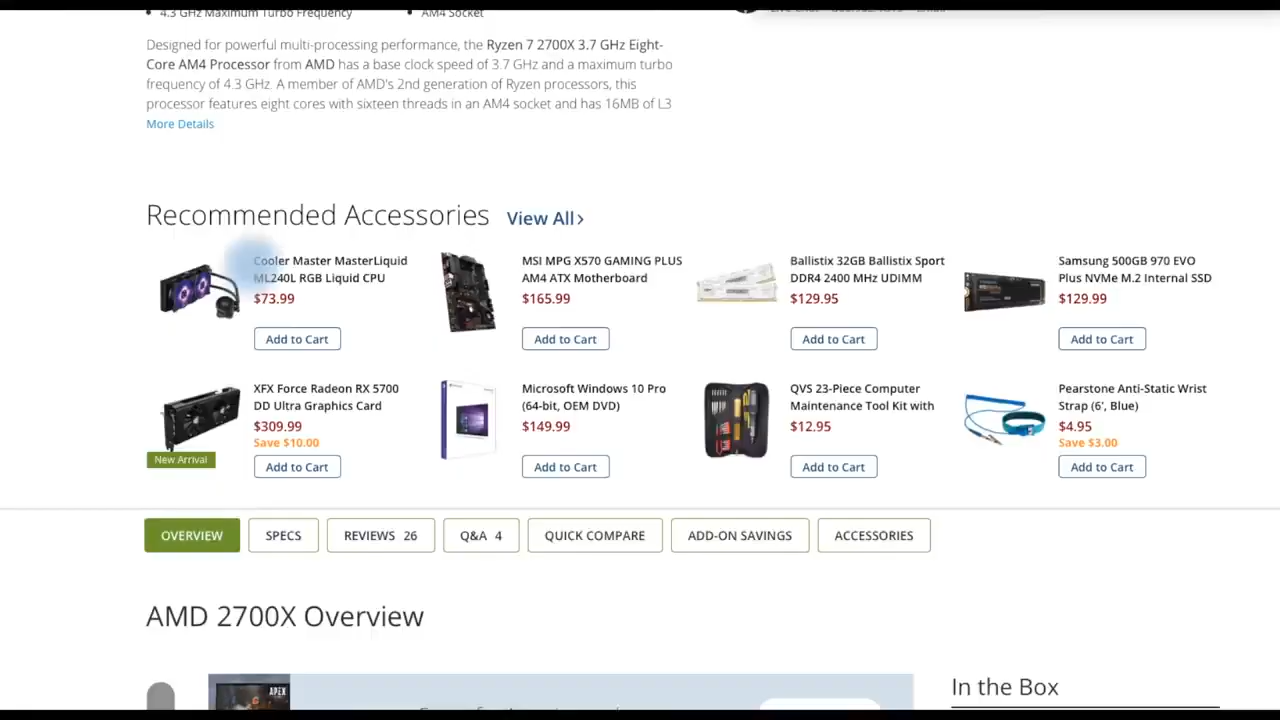 4.3 GHz Maximum Turbo Frequency
AM4 Socket
Designed for powerful multi-processing performance, the Ryzen 7 2700X 3.7 GHz Eight-
Core AM4 Processor from AMD has a base clock speed of 3.7 GHz and a maximum turbo
frequency of 4.3 GHz. A member of AMD's 2nd generation of Ryzen processors, this
processor features eight cores with sixteen threads in an AM4 socket and has 16MB of L3
More Details
Recommended Accessories View All›
Cooler Master MasterLiquid
ML240L RGB Liquid CPU
$73.99
Add to Cart
MSI MPG X570 GAMING PLUS
AM4 ATX Motherboard
$165.99
Add to Cart
Ballistix 32GB Ballistix Sport
DDR4 2400 MHz UDIMM
$129.95
Add to Cart
Samsung 500GB 970 EVO
Plus NVMe M.2 Internal SSD
$129.99
Add to Cart
XFX Force Radeon RX 5700
DD Ultra Graphics Card
$309.99
Save $10.00
New Arrival
Add to Cart
Microsoft Windows 10 Pro
(64-bit, OEM DVD)
$149.99
Add to Cart
QVS 23-Piece Computer
Maintenance Tool Kit with
$12.95
Add to Cart
Pearstone Anti-Static Wrist
Strap (6', Blue)
$4.95
Save $3.00
Add to Cart
OVERVIEW
SPECS
REVIEWS 26
Q&A 4
QUICK COMPARE
ADD-ON SAVINGS
ACCESSORIES
AMD 2700X Overview
APEX
In the Box